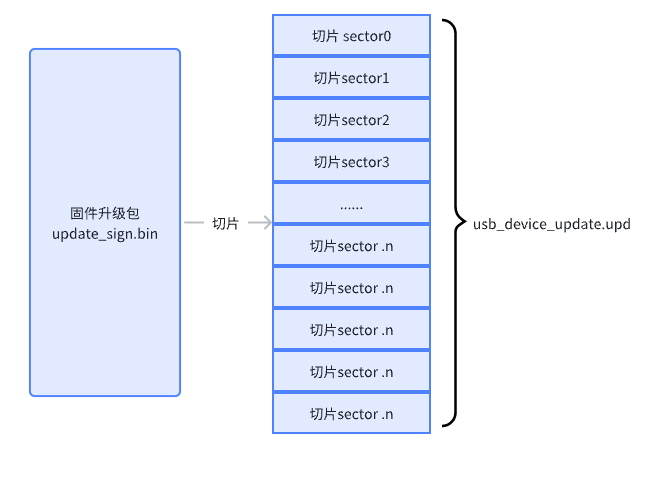 固件升级包
update_sign.bin
切片
切片 sector0
切片sector1
切片sector2
切片sector3
......
切片sector .n
切片sector .n
切片sector .n
切片sector .n
切片sector .n
usb_device_update.upd